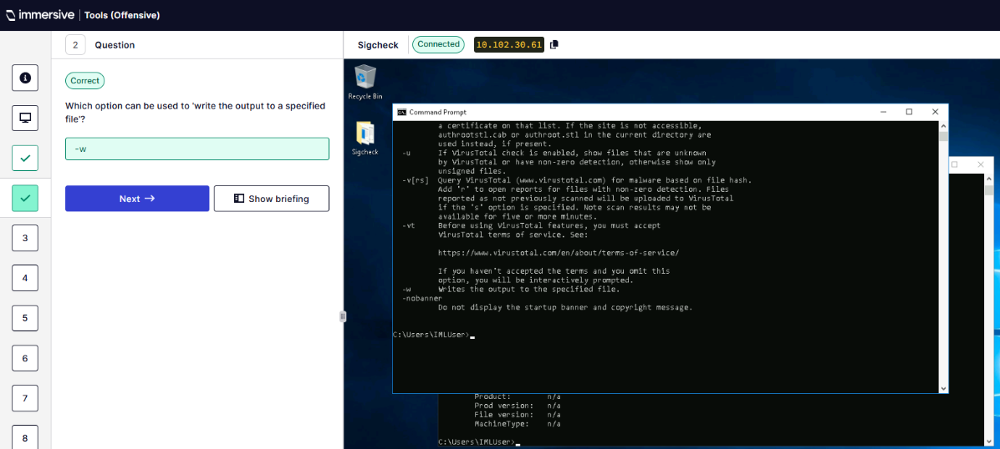 immersive | Tools (Offensive)
2 Question
Correct
Which option can be used to 'write the output to a specified
file'?
-w
Next →
Show briefing
3
4
5
6
7
8
Sigcheck
Connected
10.102.30.61
Recycle Bin
Sigcheck
Command Prompt
a certificate on that list. If the site is not accessible,
authrootstl.cab or authroot.stl in the current directory are
used instead, if present.
-u If VirusTotal check is enabled, show files that are unknown
by VirusTotal or have non-zero detection, otherwise show only
unsigned files.
-v[rs] Query VirusTotal (www.virustotal.com) for malware based on file hash.
Add 'r' to open reports for files with non-zero detection. Files
reported as not previously scanned will be uploaded to VirusTotal
if the 's' option is specified. Note scan results may not be
available for five or more minutes.
-vt Before using VirusTotal features, you must accept
VirusTotal terms of service. See:
https://www.virustotal.com/en/about/terms-of-service/
If you haven't accepted the terms and you omit this
option, you will be interactively prompted.
-w Writes the output to the specified file.
-nobanner
Do not display the startup banner and copyright message.
C:\Users\IMLUser>_
Product: n/a
Prod version: n/a
File version: n/a
MachineType: n/a
C:\Users\IMLUser>_